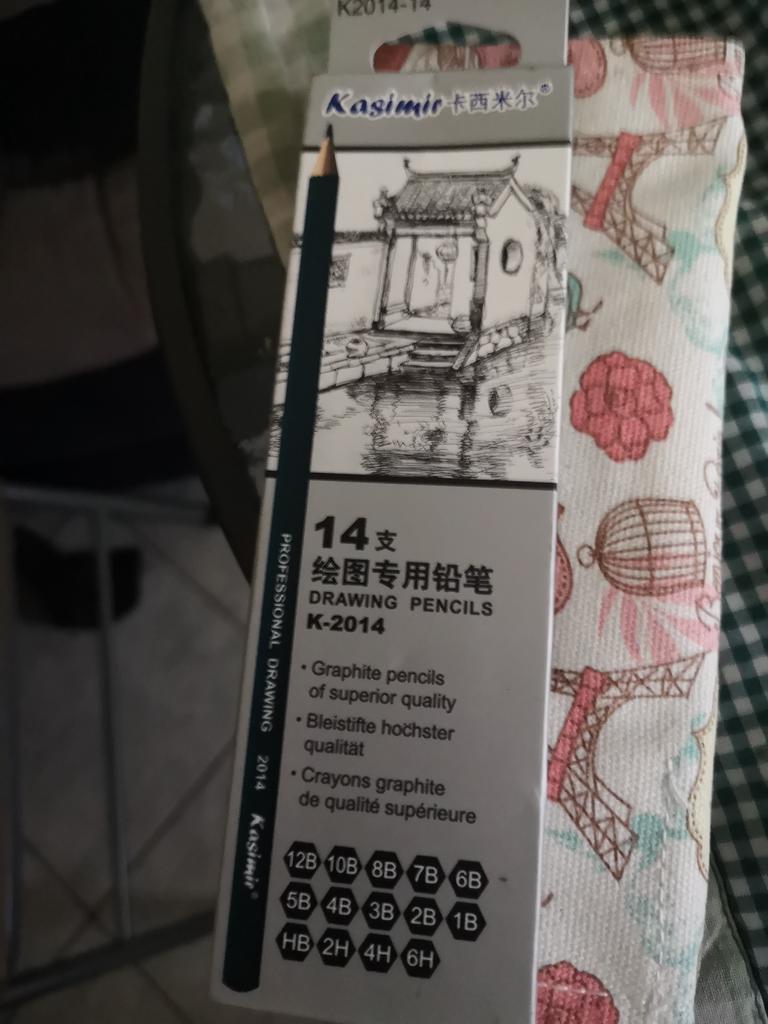 K2014-14
Kasimir 卡西米尔®
14支
绘图专用铅笔
DRAWING PENCILS
K-2014
• Graphite pencils
of superior quality
• Bleistifte hochster
qualität
• Crayons graphite
de qualité supérieure
12B 10B 8B 7B 6B
5B 4B 3B 2B 1B
HB 2H 4H 6H
PROFESSIONAL DRAWING 2014 Kasimir®